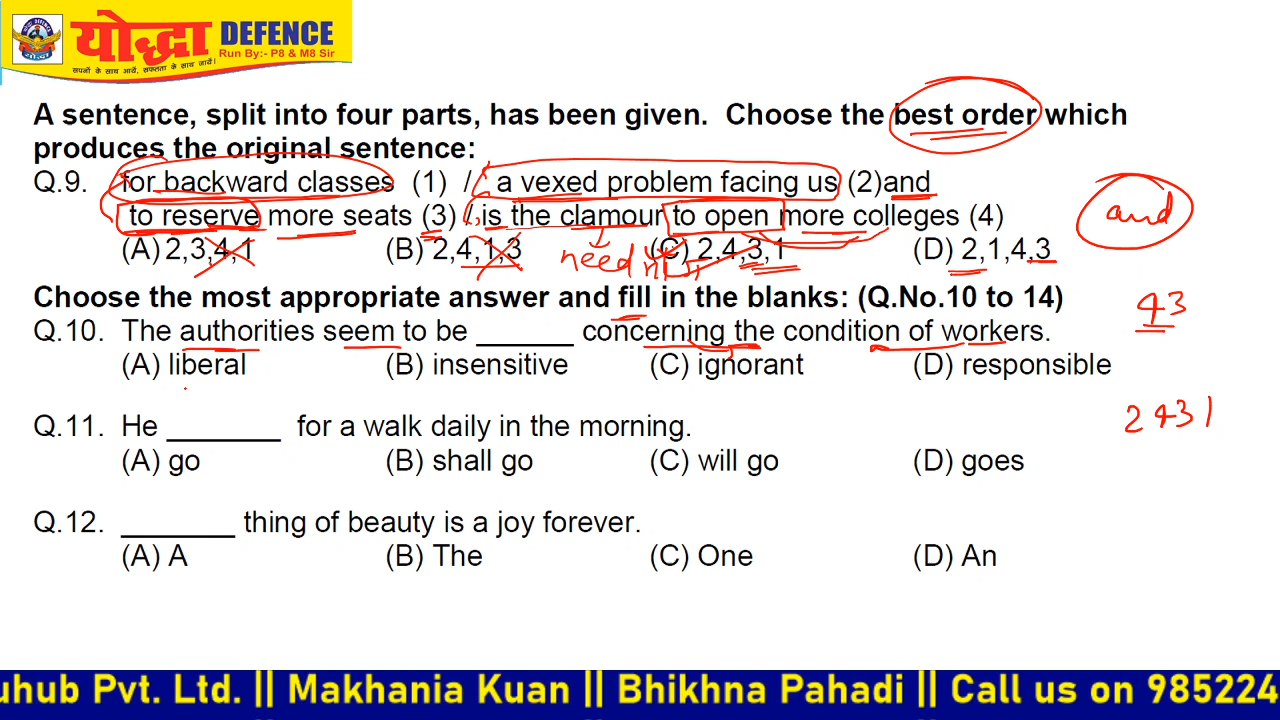 योद्धा DEFENCE
Run By:- P8 & M8 Sir
सपनों के साथ आयें, सफलता के साथ जायें।
A sentence, split into four parts, has been given. Choose the best order which
produces the original sentence:
Q.9. for backward classes (1) / a vexed problem facing us (2)and
to reserve more seats (3) / is the clamour to open more colleges (4)
and
(A) 2,3,4,1 (B) 2,4,1,3 (C) 2,4,3,1 (D) 2,1,4,3
need
Choose the most appropriate answer and fill in the blanks: (Q.No.10 to 14)
43
Q.10. The authorities seem to be ______ concerning the condition of workers.
(A) liberal (B) insensitive (C) ignorant (D) responsible
2431
Q.11. He _______ for a walk daily in the morning.
(A) go (B) shall go (C) will go (D) goes
Q.12. _______ thing of beauty is a joy forever.
(A) A (B) The (C) One (D) An
uhub Pvt. Ltd. || Makhania Kuan || Bhikhna Pahadi || Call us on 985224